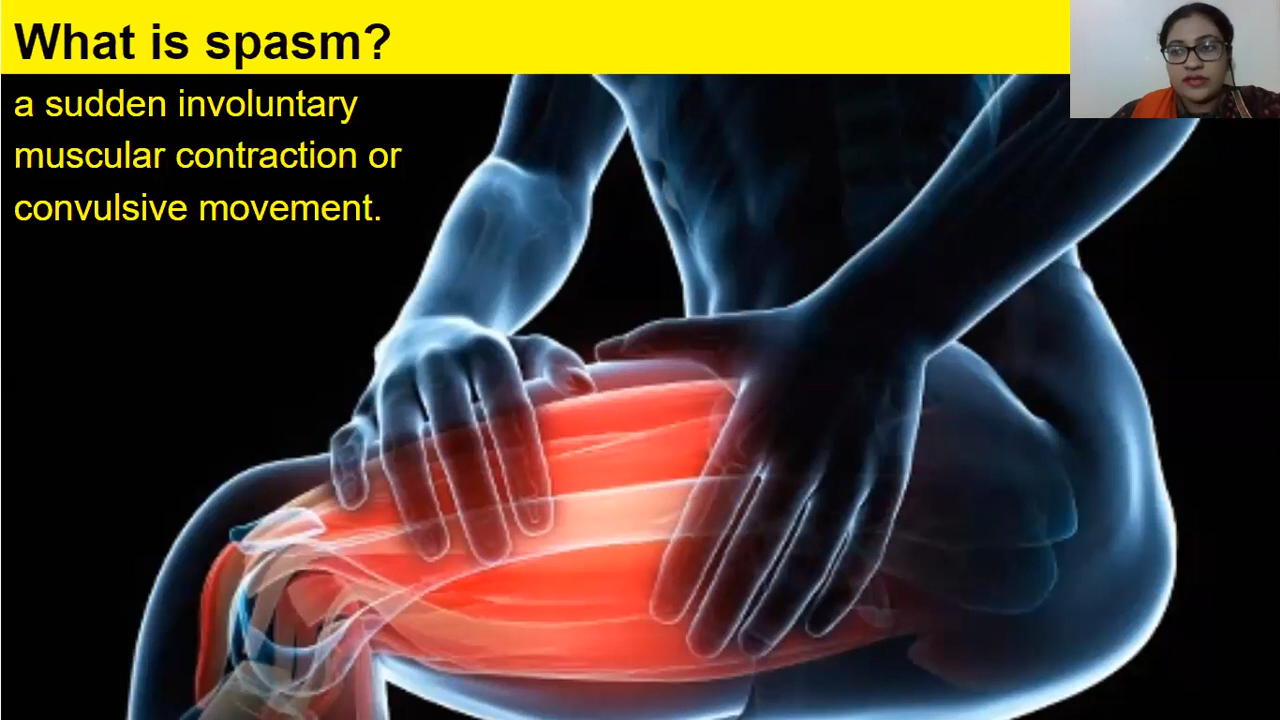 What is spasm?
a sudden involuntary
muscular contraction or
convulsive movement.